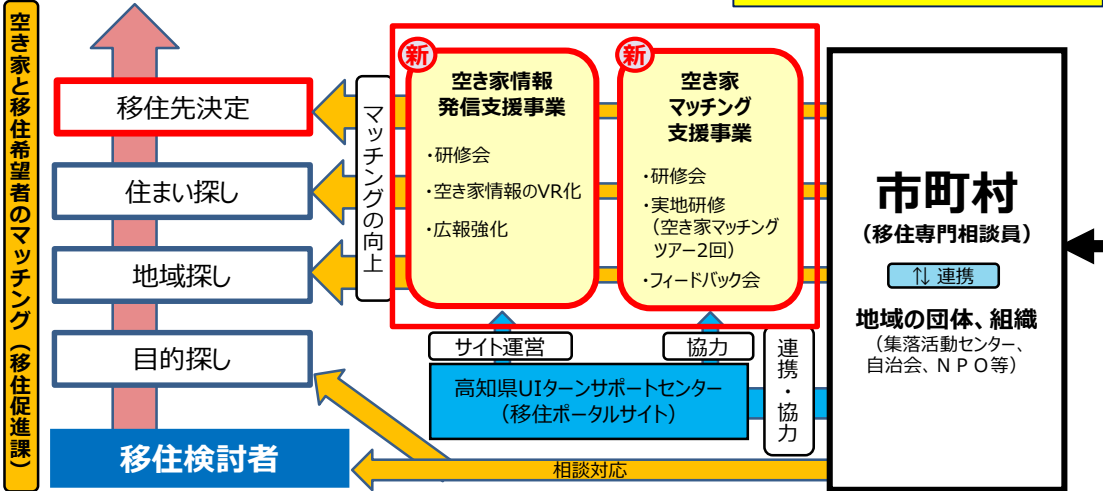 空き家と移住希望者のマッチング（移住促進課）
移住先決定
住まい探し
地域探し
目的探し
移住検討者
マッチングの向上
新
空き家情報
発信支援事業
・研修会
・空き家情報のVR化
・広報強化
新
空き家
マッチング
支援事業
・研修会
・実地研修
（空き家マッチング
ツアー2回）
・フィードバック会
サイト運営
協力
高知県UIターンサポートセンター
（移住ポータルサイト）
連携・協力
相談対応
市町村
（移住専門相談員）
⇅ 連携
地域の団体、組織
（集落活動センター、
自治会、ＮＰＯ等）